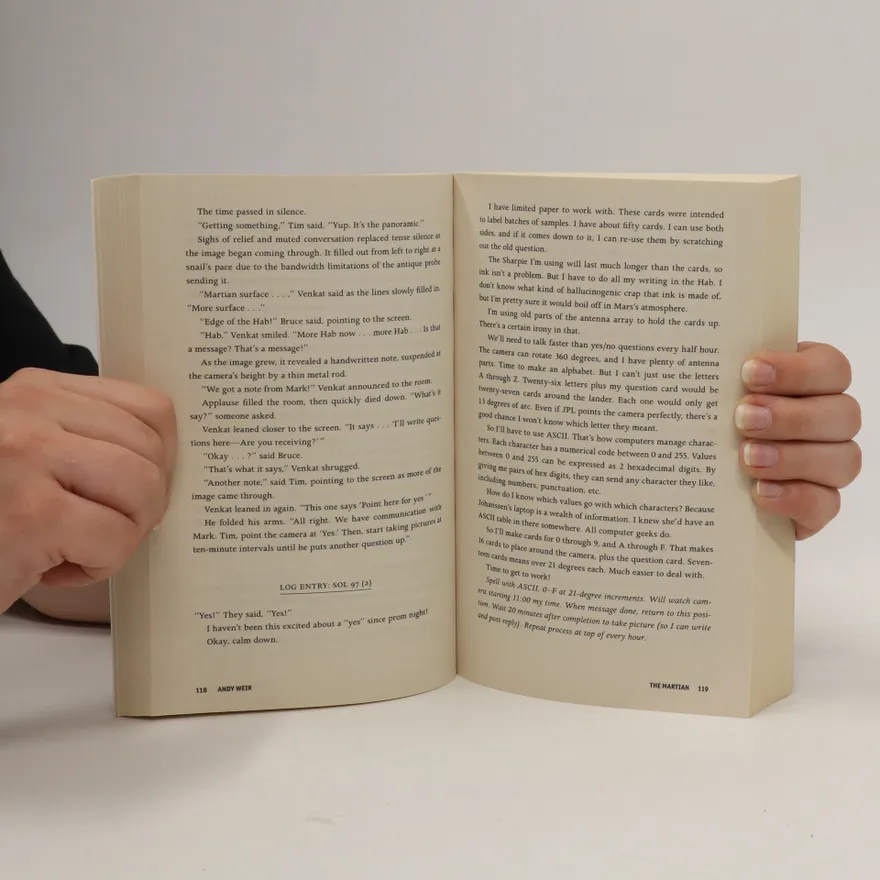 The time passed in silence.
“Getting something,” Tim said. “Yup. It’s the panoramic.”
Sighs of relief and muted conversation replaced tense silence as
the image began coming through. It filled out from left to right at a
snail’s pace due to the bandwidth limitations of the antique probe
sending it.
“Martian surface . . . ,” Venkat said as the lines slowly filled in.
“More surface . . .”
“Edge of the Hab!” Bruce said, pointing to the screen.
“Hab,” Venkat smiled. “More Hab now . . . more Hab . . . Is that
a message? That’s a message!”
As the image grew, it revealed a handwritten note, suspended at
the camera’s height by a thin metal rod.
“We got a note from Mark!” Venkat announced to the room.
Applause filled the room, then quickly died down. “What’s it
say?” someone asked.
Venkat leaned closer to the screen. “It says . . . ‘I’ll write ques-
tions here—Are you receiving?’”
“Okay . . . ?” said Bruce.
“That’s what it says,” Venkat shrugged.
“Another note,” said Tim, pointing to the screen as more of the
image came through.
Venkat leaned in again. “This one says ‘Point here for yes’”
He folded his arms. “All right. We have communication with
Mark. Tim, point the camera at ‘Yes.’ Then, start taking pictures at
ten-minute intervals until he puts another question up.”
LOG ENTRY: SOL 97 (2)
“Yes!” They said, “Yes!”
I haven’t been this excited about a “yes” since prom night!
Okay, calm down.
118 ANDY WEIR
I have limited paper to work with. These cards were intended
to label batches of samples. I have about fifty cards. I can use both
sides, and if it comes down to it, I can re-use them by scratching
out the old question.
The Sharpie I’m using will last much longer than the cards, so
ink isn’t a problem. But I have to do all my writing in the Hab. I
don’t know what kind of hallucinogenic crap that ink is made of,
but I’m pretty sure it would boil off in Mars’s atmosphere.
I’m using old parts of the antenna array to hold the cards up.
There’s a certain irony in that.
We’ll need to talk faster than yes/no questions every half hour.
The camera can rotate 360 degrees, and I have plenty of antenna
parts. Time to make an alphabet. But I can’t just use the letters
A through Z. Twenty-six letters plus my question card would be
twenty-seven cards around the lander. Each one would only get
13 degrees of arc. Even if JPL points the camera perfectly, there’s a
good chance I won’t know which letter they meant.
So I’ll have to use ASCII. That’s how computers manage charac-
ters. Each character has a numerical code between 0 and 255. Values
between 0 and 255 can be expressed as 2 hexadecimal digits. By
giving me pairs of hex digits, they can send any character they like,
including numbers, punctuation, etc.
How do I know which values go with which characters? Because
Johanssen’s laptop is a wealth of information. I knew she’d have an
ASCII table in there somewhere. All computer geeks do.
So I’ll make cards for 0 through 9, and A through F. That makes
16 cards to place around the camera, plus the question card. Seven-
teen cards means over 21 degrees each. Much easier to deal with.
Time to get to work!
Spell with ASCII. 0–F at 21-degree increments. Will watch cam-
era starting 11:00 my time. When message done, return to this posi-
tion. Wait 20 minutes after completion to take picture (so I can write
and post reply). Repeat process at top of every hour.
THE MARTIAN 119